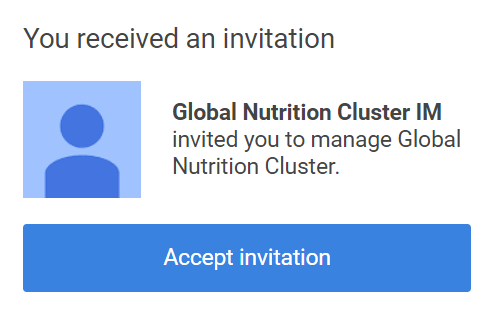 You received an invitation
Global Nutrition Cluster IM
invited you to manage Global
Nutrition Cluster.
Accept invitation